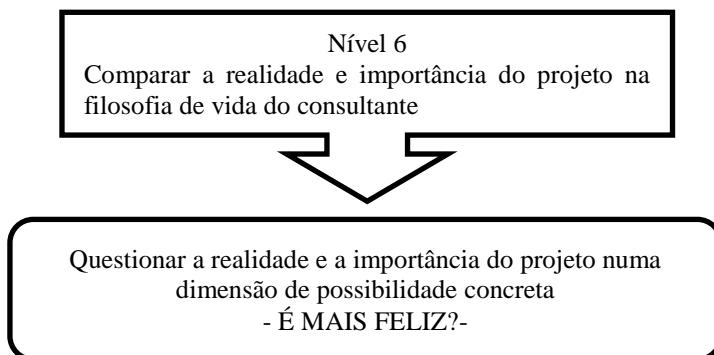 Nível 6
Comparar a realidade e importância do projeto na
filosofia de vida do consultante
Questionar a realidade e a importância do projeto numa
dimensão de possibilidade concreta
- É MAIS FELIZ?-